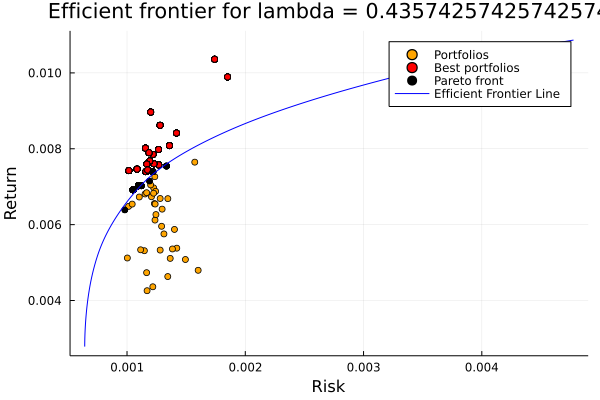 Efficient frontier for lambda = 0.43574257425742574
0.010
0.008
0.006
0.004
Return
0.001
0.002
0.003
0.004
Risk
Portfolios
Best portfolios
Pareto front
Efficient Frontier Line